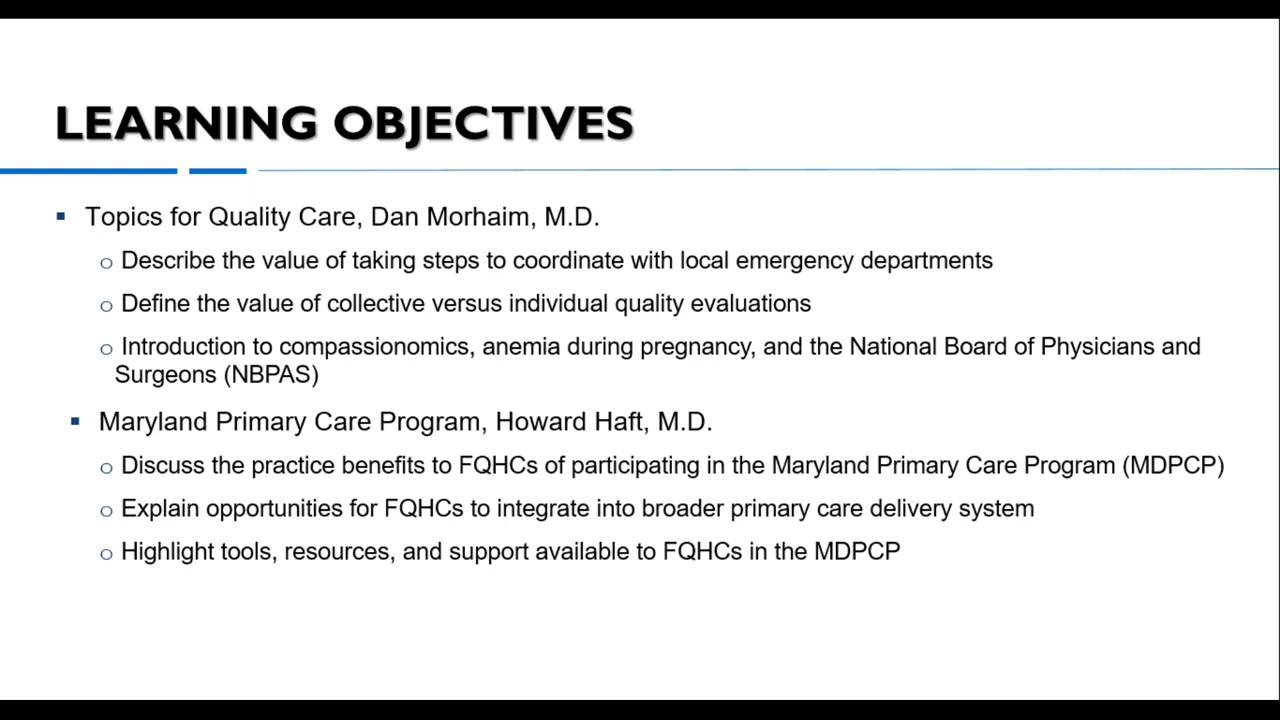 LEARNING OBJECTIVES
▪ Topics for Quality Care, Dan Morhaim, M.D.
o Describe the value of taking steps to coordinate with local emergency departments
o Define the value of collective versus individual quality evaluations
o Introduction to compassionomics, anemia during pregnancy, and the National Board of Physicians and
Surgeons (NBPAS)
▪ Maryland Primary Care Program, Howard Haft, M.D.
o Discuss the practice benefits to FQHCs of participating in the Maryland Primary Care Program (MDPCP)
o Explain opportunities for FQHCs to integrate into broader primary care delivery system
o Highlight tools, resources, and support available to FQHCs in the MDPCP